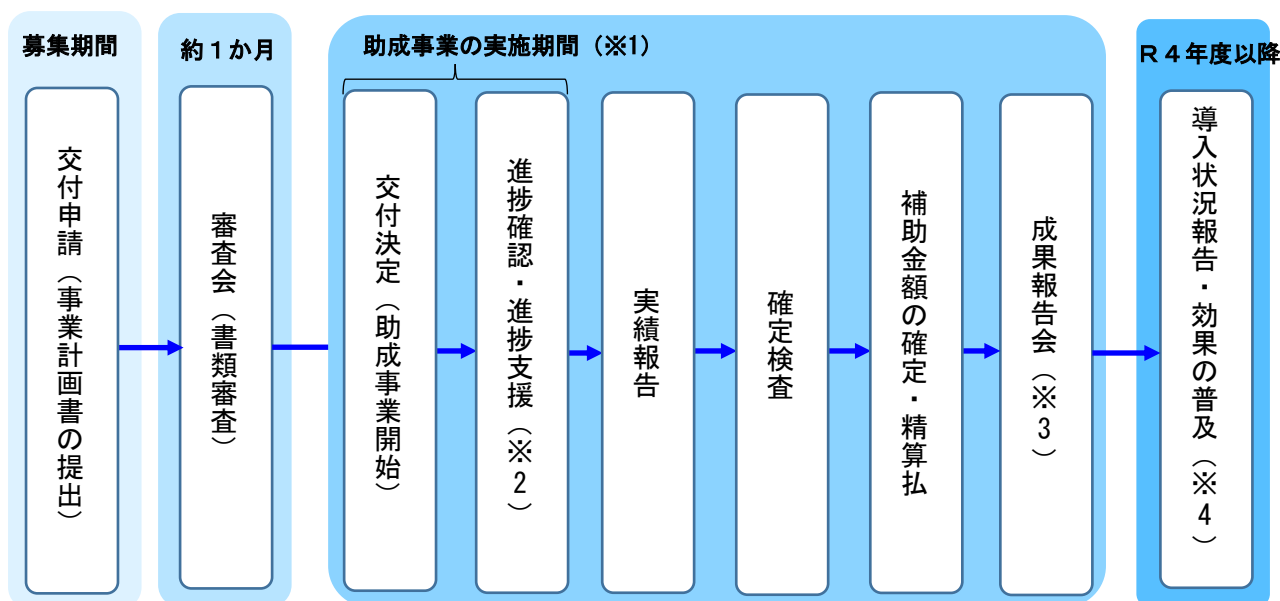 募集期間
交付申請（事業計画書の提出）
約１か月
審査会（書類審査）
助成事業の実施期間（※1）
交付決定（助成事業開始）
進捗確認・進捗支援（※2）
実績報告
確定検査
補助金額の確定・精算払
成果報告会（※3）
Ｒ４年度以降
導入状況報告・効果の普及（※4）